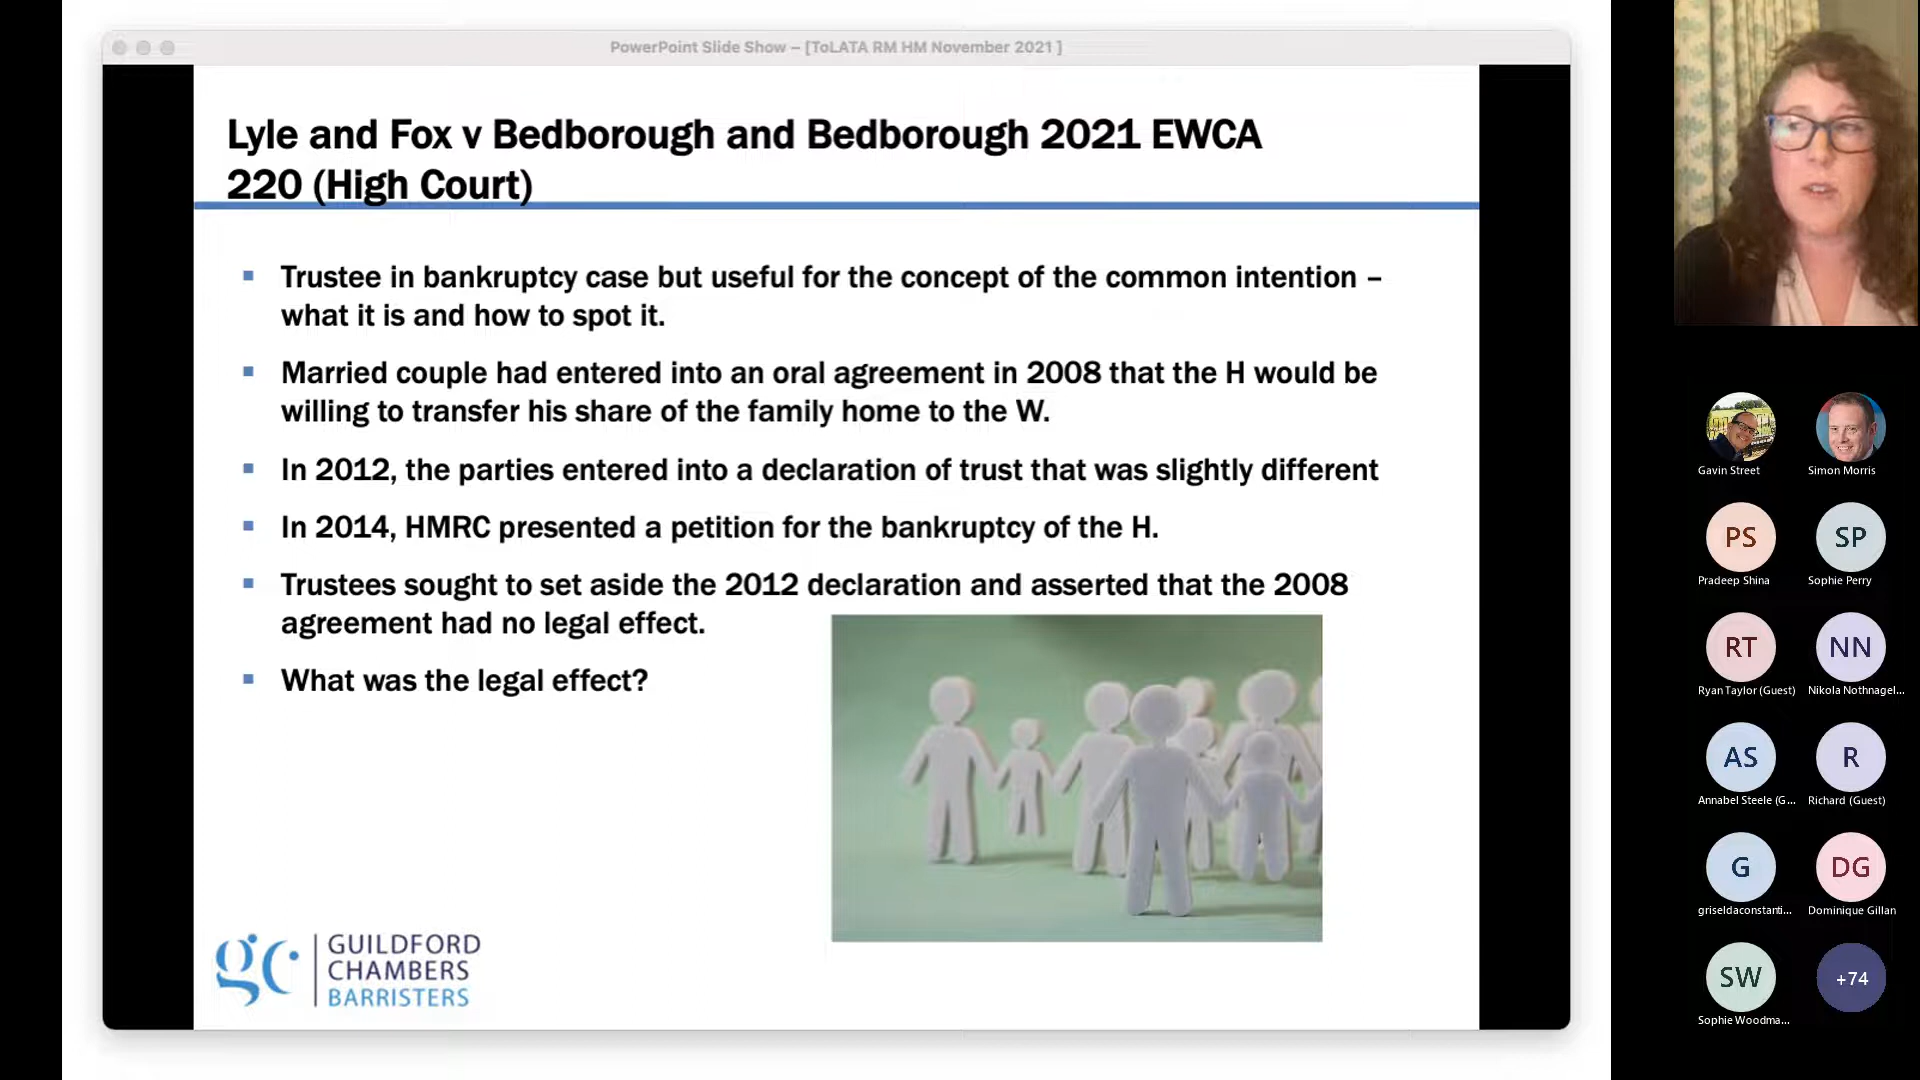 PowerPoint Slide Show – [ToLATA RM HM November 2021 ]
Lyle and Fox v Bedborough and Bedborough 2021 EWCA
220 (High Court)
▪ Trustee in bankruptcy case but useful for the concept of the common intention –
what it is and how to spot it.
▪ Married couple had entered into an oral agreement in 2008 that the H would be
willing to transfer his share of the family home to the W.
▪ In 2012, the parties entered into a declaration of trust that was slightly different
▪ In 2014, HMRC presented a petition for the bankruptcy of the H.
▪ Trustees sought to set aside the 2012 declaration and asserted that the 2008
agreement had no legal effect.
▪ What was the legal effect?
gc
GUILDFORD
CHAMBERS
BARRISTERS
Gavin Street
Simon Morris
PS
SP
Pradeep Shina
Sophie Perry
RT
NN
Ryan Taylor (Guest)
Nikola Nothnagel...
AS
R
Annabel Steele (G...
Richard (Guest)
G
DG
griseldaconstanti...
Dominique Gillan
SW
+74
Sophie Woodma...